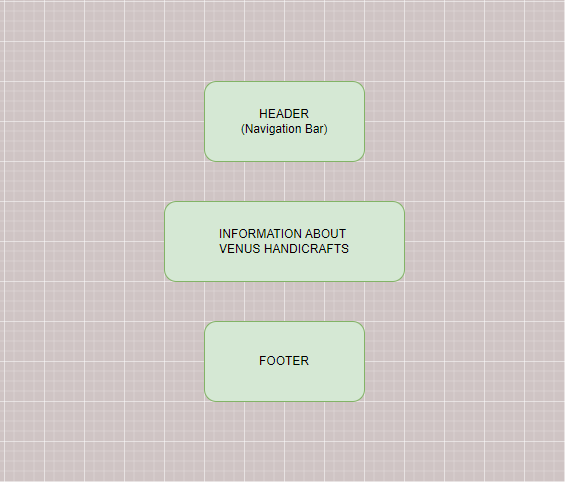 HEADER
(Navigation Bar)
INFORMATION ABOUT
VENUS HANDICRAFTS
FOOTER